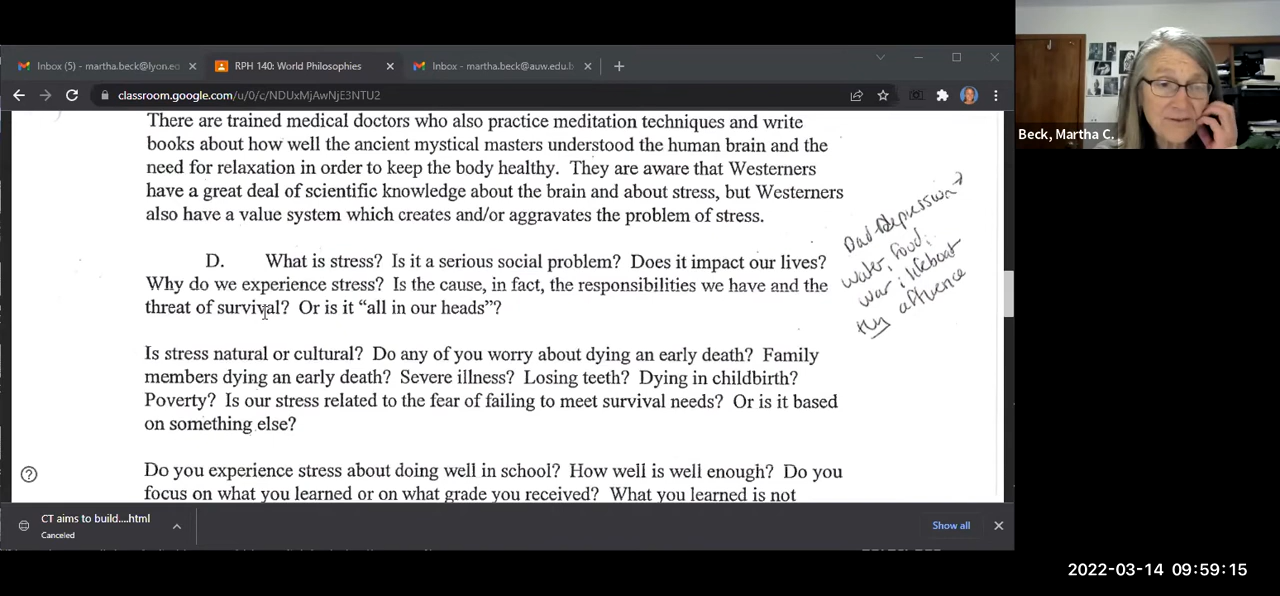 Inbox (5) - martha.beck@lyon.eo
RPH 140: World Philosophies
Inbox - martha.beck@auw.edu.b
classroom.google.com/u/0/c/NDUxMjAwNjE3NTU2
Beck, Martha C.
There are trained medical doctors who also practice meditation techniques and write
books about how well the ancient mystical masters understood the human brain and the
need for relaxation in order to keep the body healthy. They are aware that Westerners
have a great deal of scientific knowledge about the brain and about stress, but Westerners
also have a value system which creates and/or aggravates the problem of stress.
D. What is stress? Is it a serious social problem? Does it impact our lives?
Why do we experience stress? Is the cause, in fact, the responsibilities we have and the
threat of survival? Or is it “all in our heads”?
Dad Depression
water, food,
war; lifeboat
affluence
Is stress natural or cultural? Do any of you worry about dying an early death? Family
members dying an early death? Severe illness? Losing teeth? Dying in childbirth?
Poverty? Is our stress related to the fear of failing to meet survival needs? Or is it based
on something else?
Do you experience stress about doing well in school? How well is well enough? Do you
focus on what you learned or on what grade you received? What you learned is not
CT aims to build....html
Canceled
Show all
2022-03-14 09:59:15